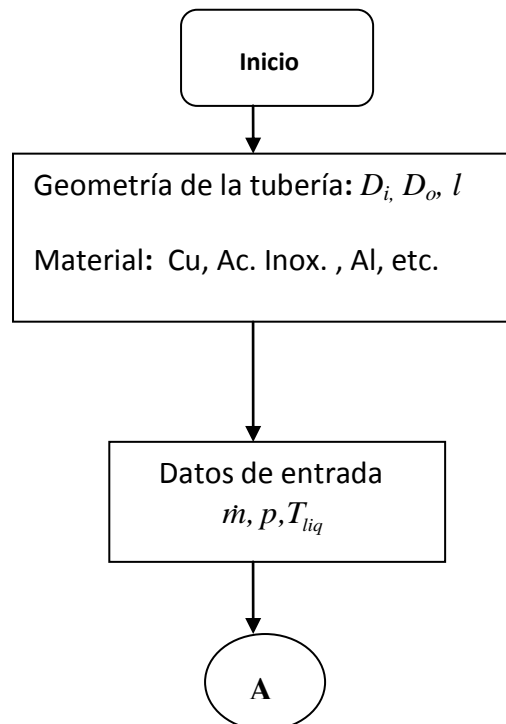 Inicio
Geometría de la tubería: Di, Do, l
Material: Cu, Ac. Inox. , Al, etc.
Datos de entrada
ṁ, p,Tliq
A